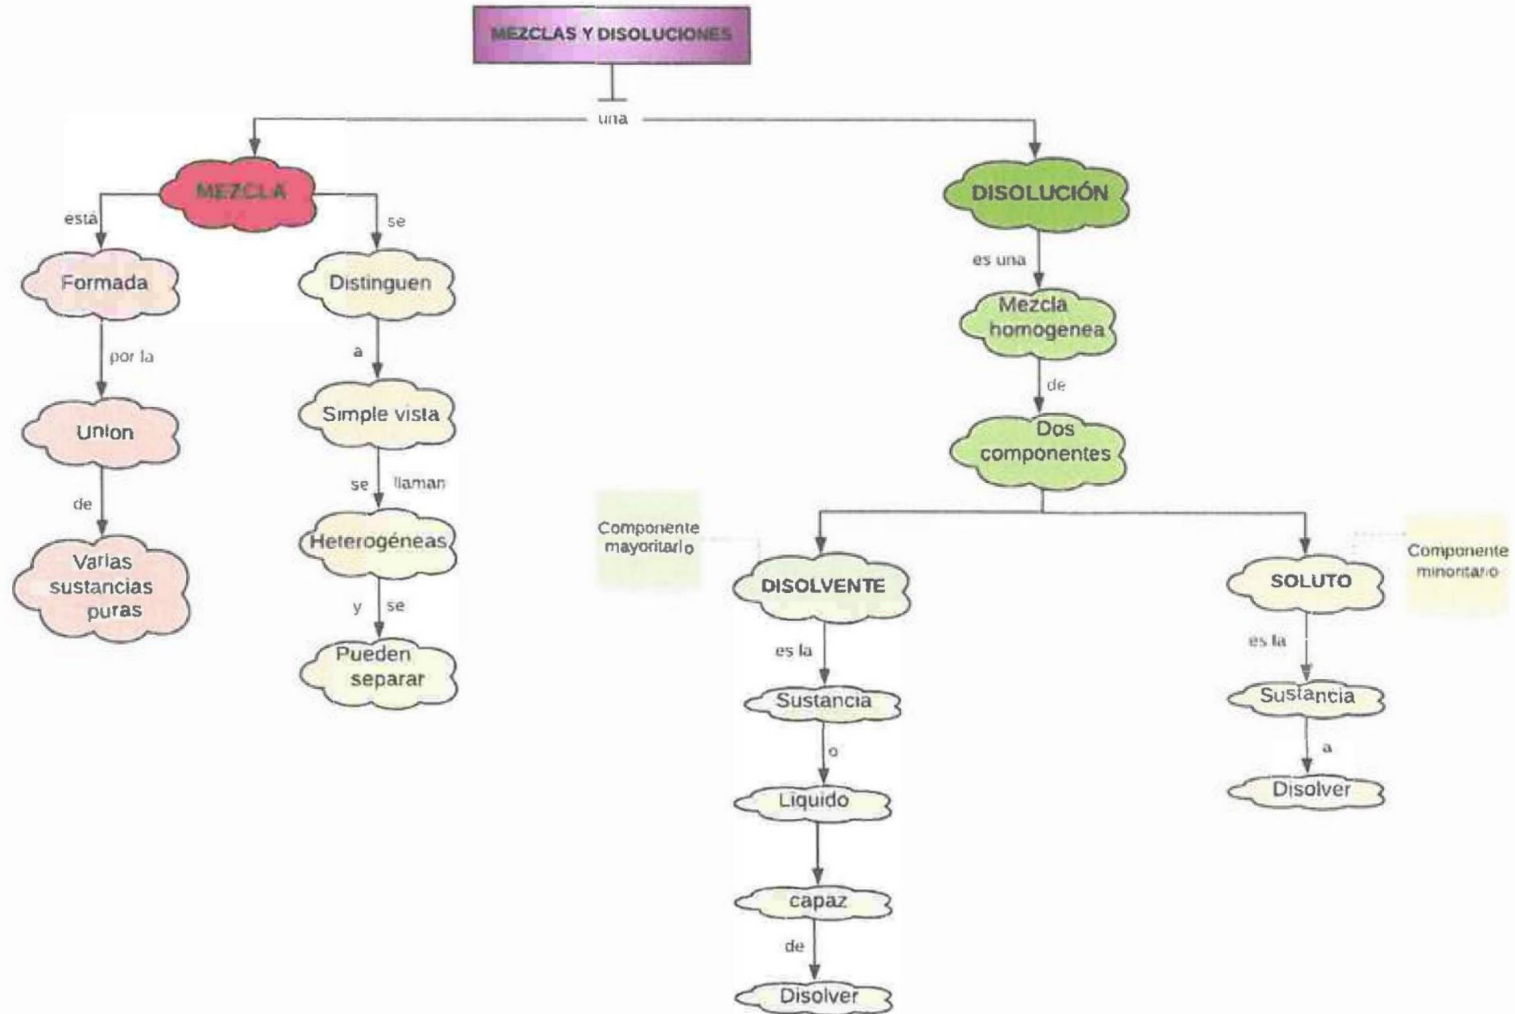 MEZCLAS Y DISOLUCIONES
una
MEZCLA
está
Formada
por la
Union
de
Varias
sustancias
puras
se
Distinguen
a
Simple vista
se llaman
Heterogéneas
y se
Pueden
separar
DISOLUCIÓN
es una
Mezcla
homogenea
de
Dos
componentes
Componente
mayoritario
DISOLVENTE
es la
Sustancia
o
Liquido
capaz
de
Disolver
Componente
minoritario
SOLUTO
es la
Sustancia
a
Disolver